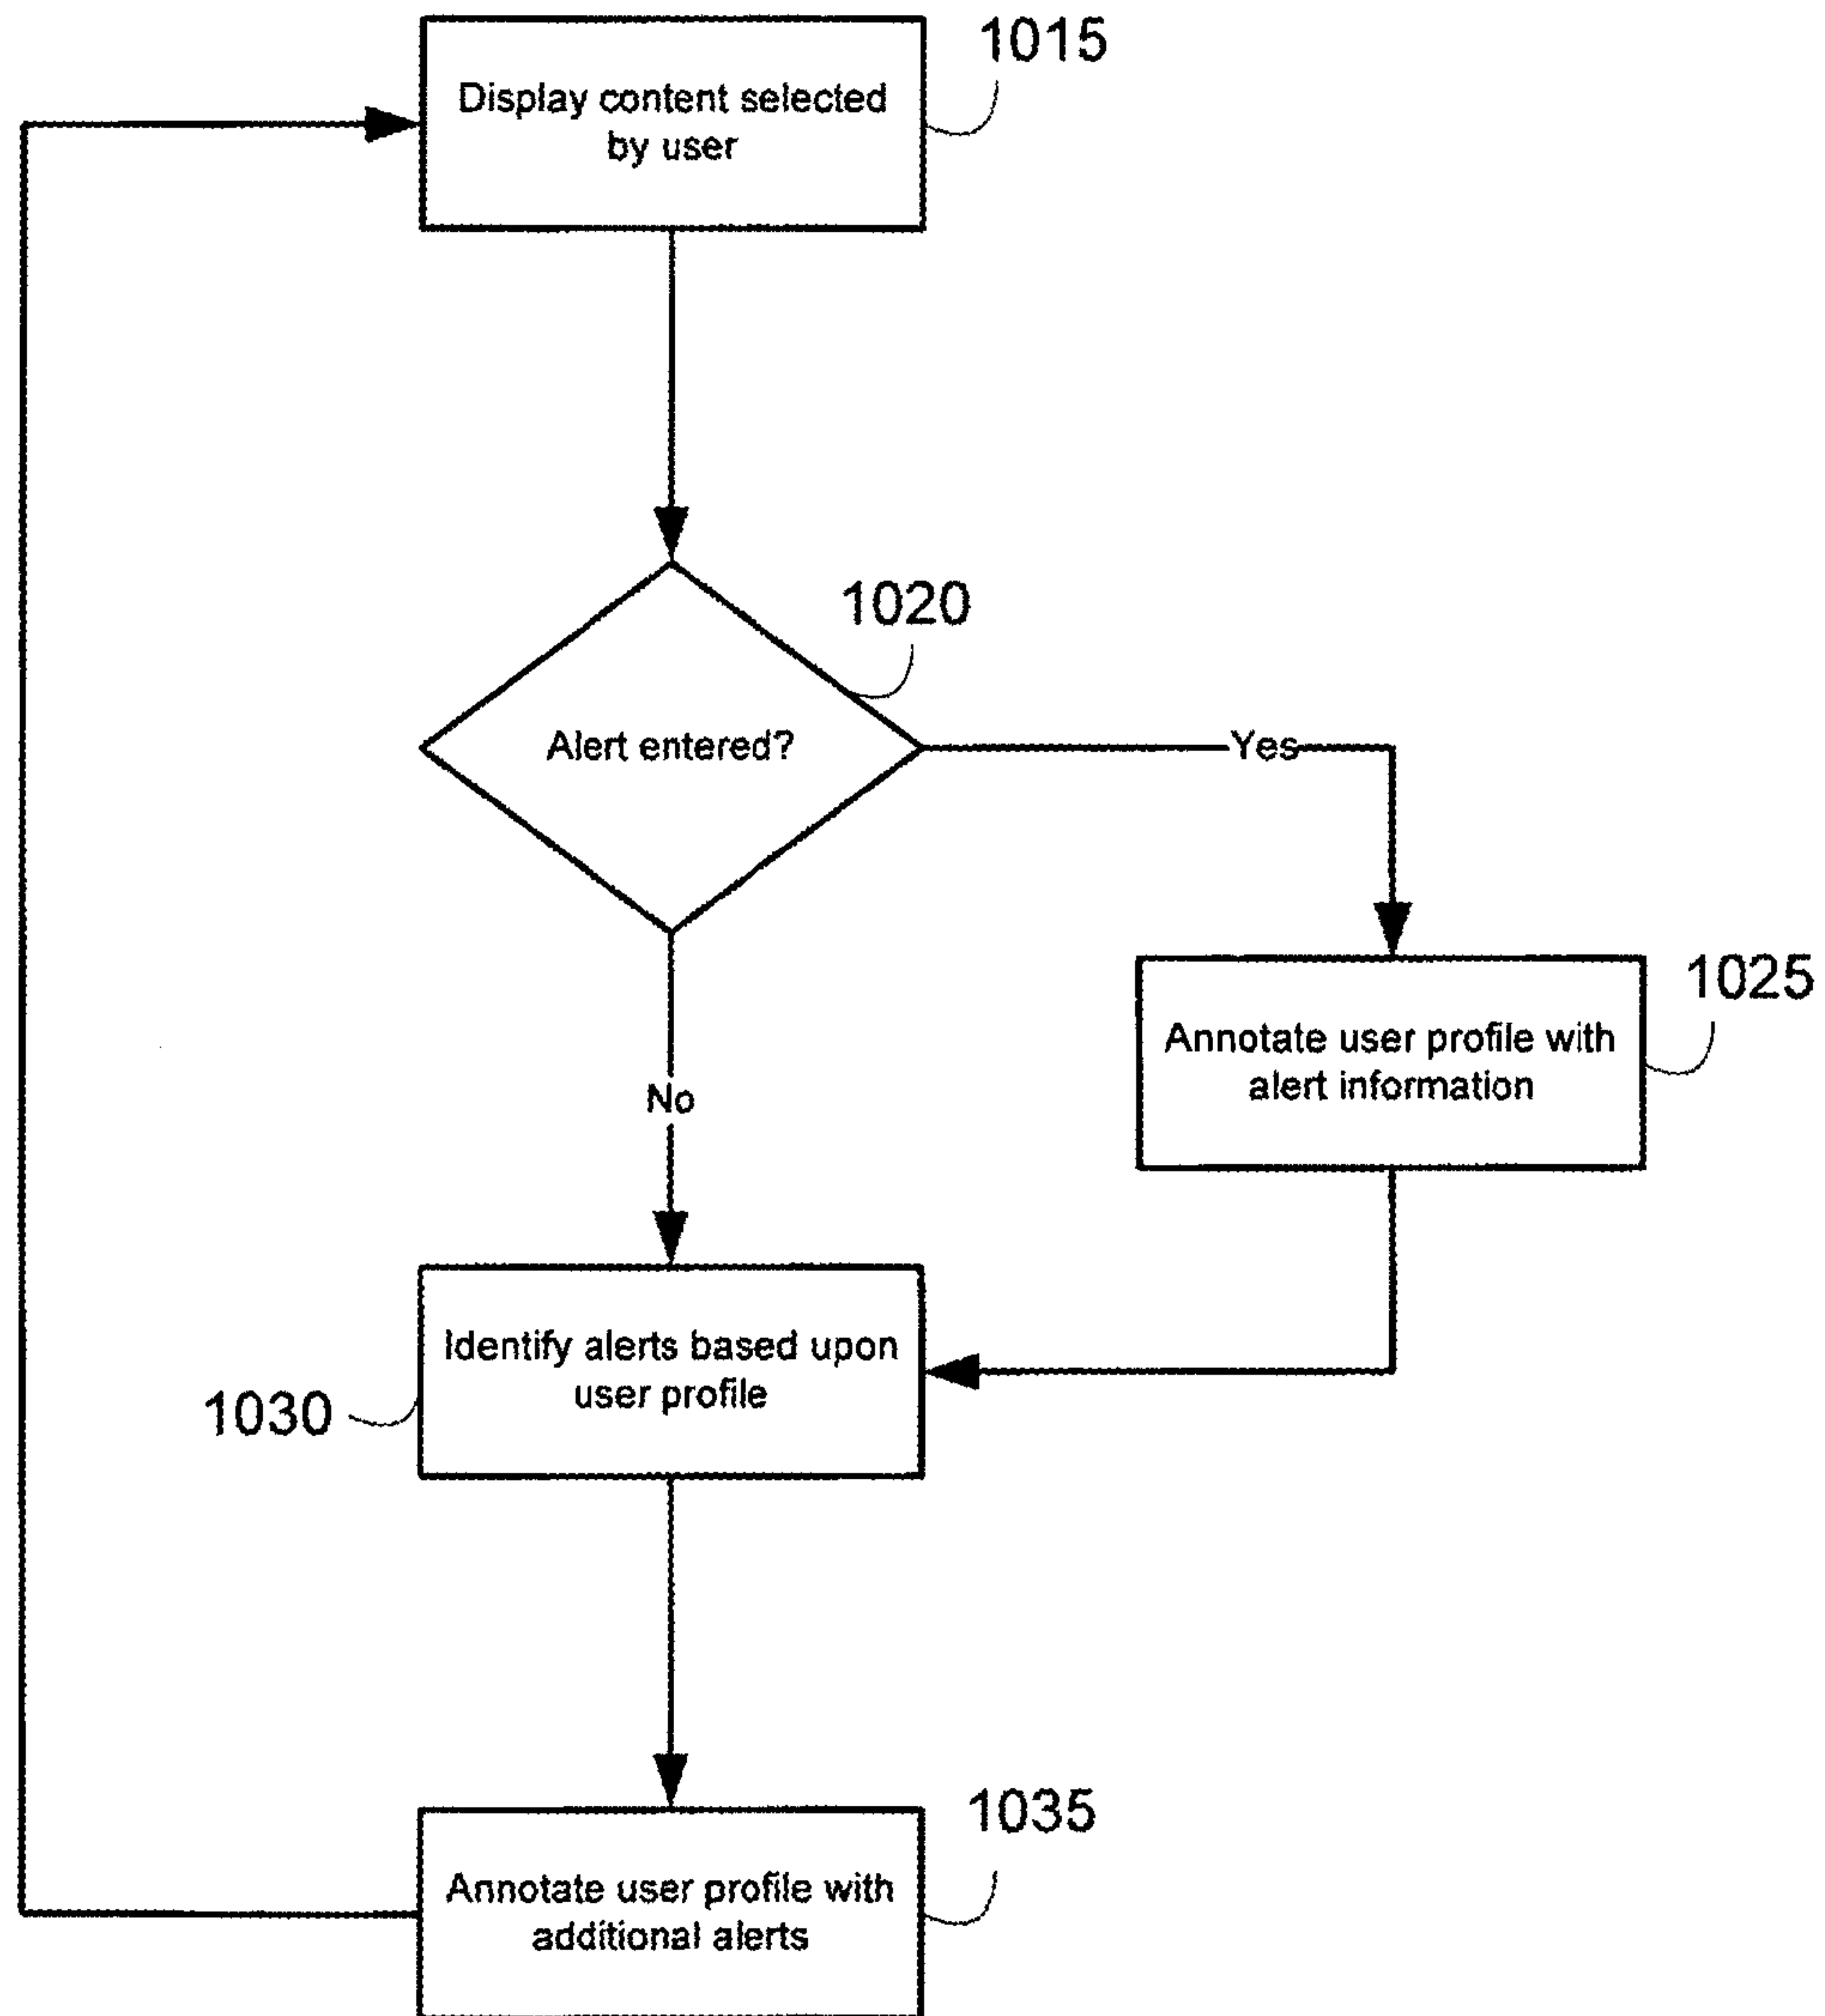 1015
Display content selected
by user
1020
Alert entered?
Yes
1025
Annotate user profile with
alert information
No
Identify alerts based upon
user profile
1030
1035
Annotate user profile with
additional alerts